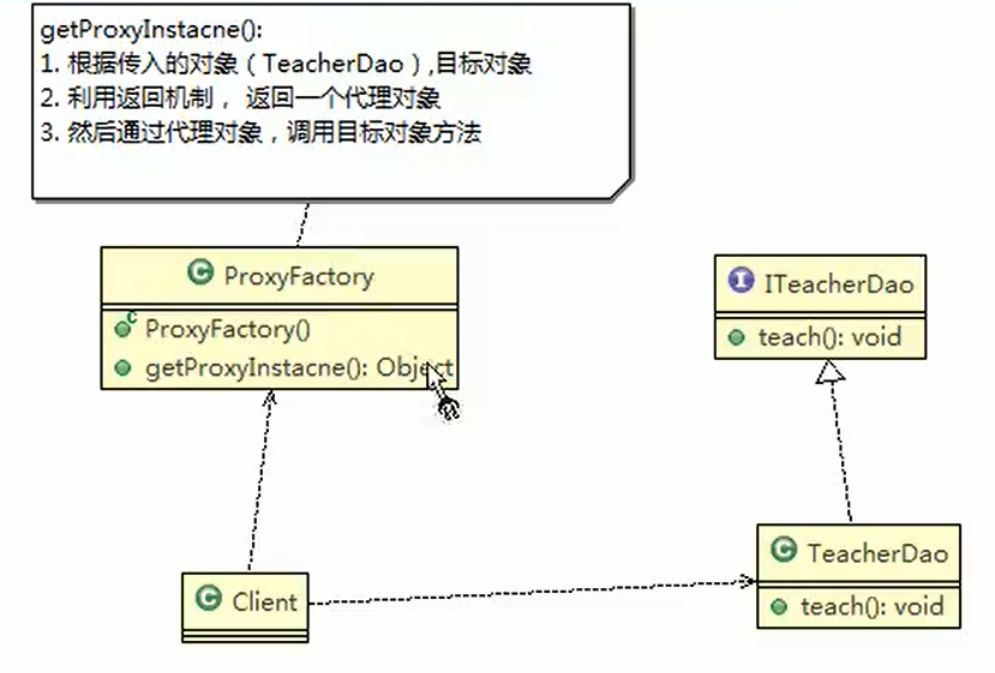 getProxyInstacne():
1. 根据传入的对象（TeacherDao）,目标对象
2. 利用返回机制， 返回一个代理对象
3. 然后通过代理对象，调用目标对象方法
C ProxyFactory
C ProxyFactory()
getProxyInstacne(): Object
I ITeacherDao
teach(): void
C Client
C TeacherDao
teach(): void